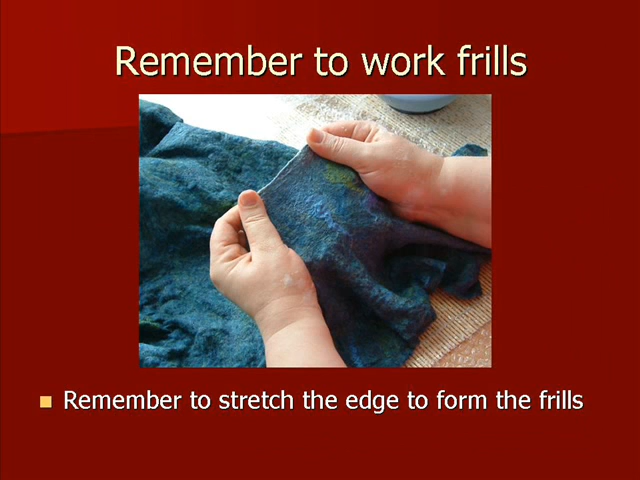 Remember to work frills
Remember to stretch the edge to form the frills